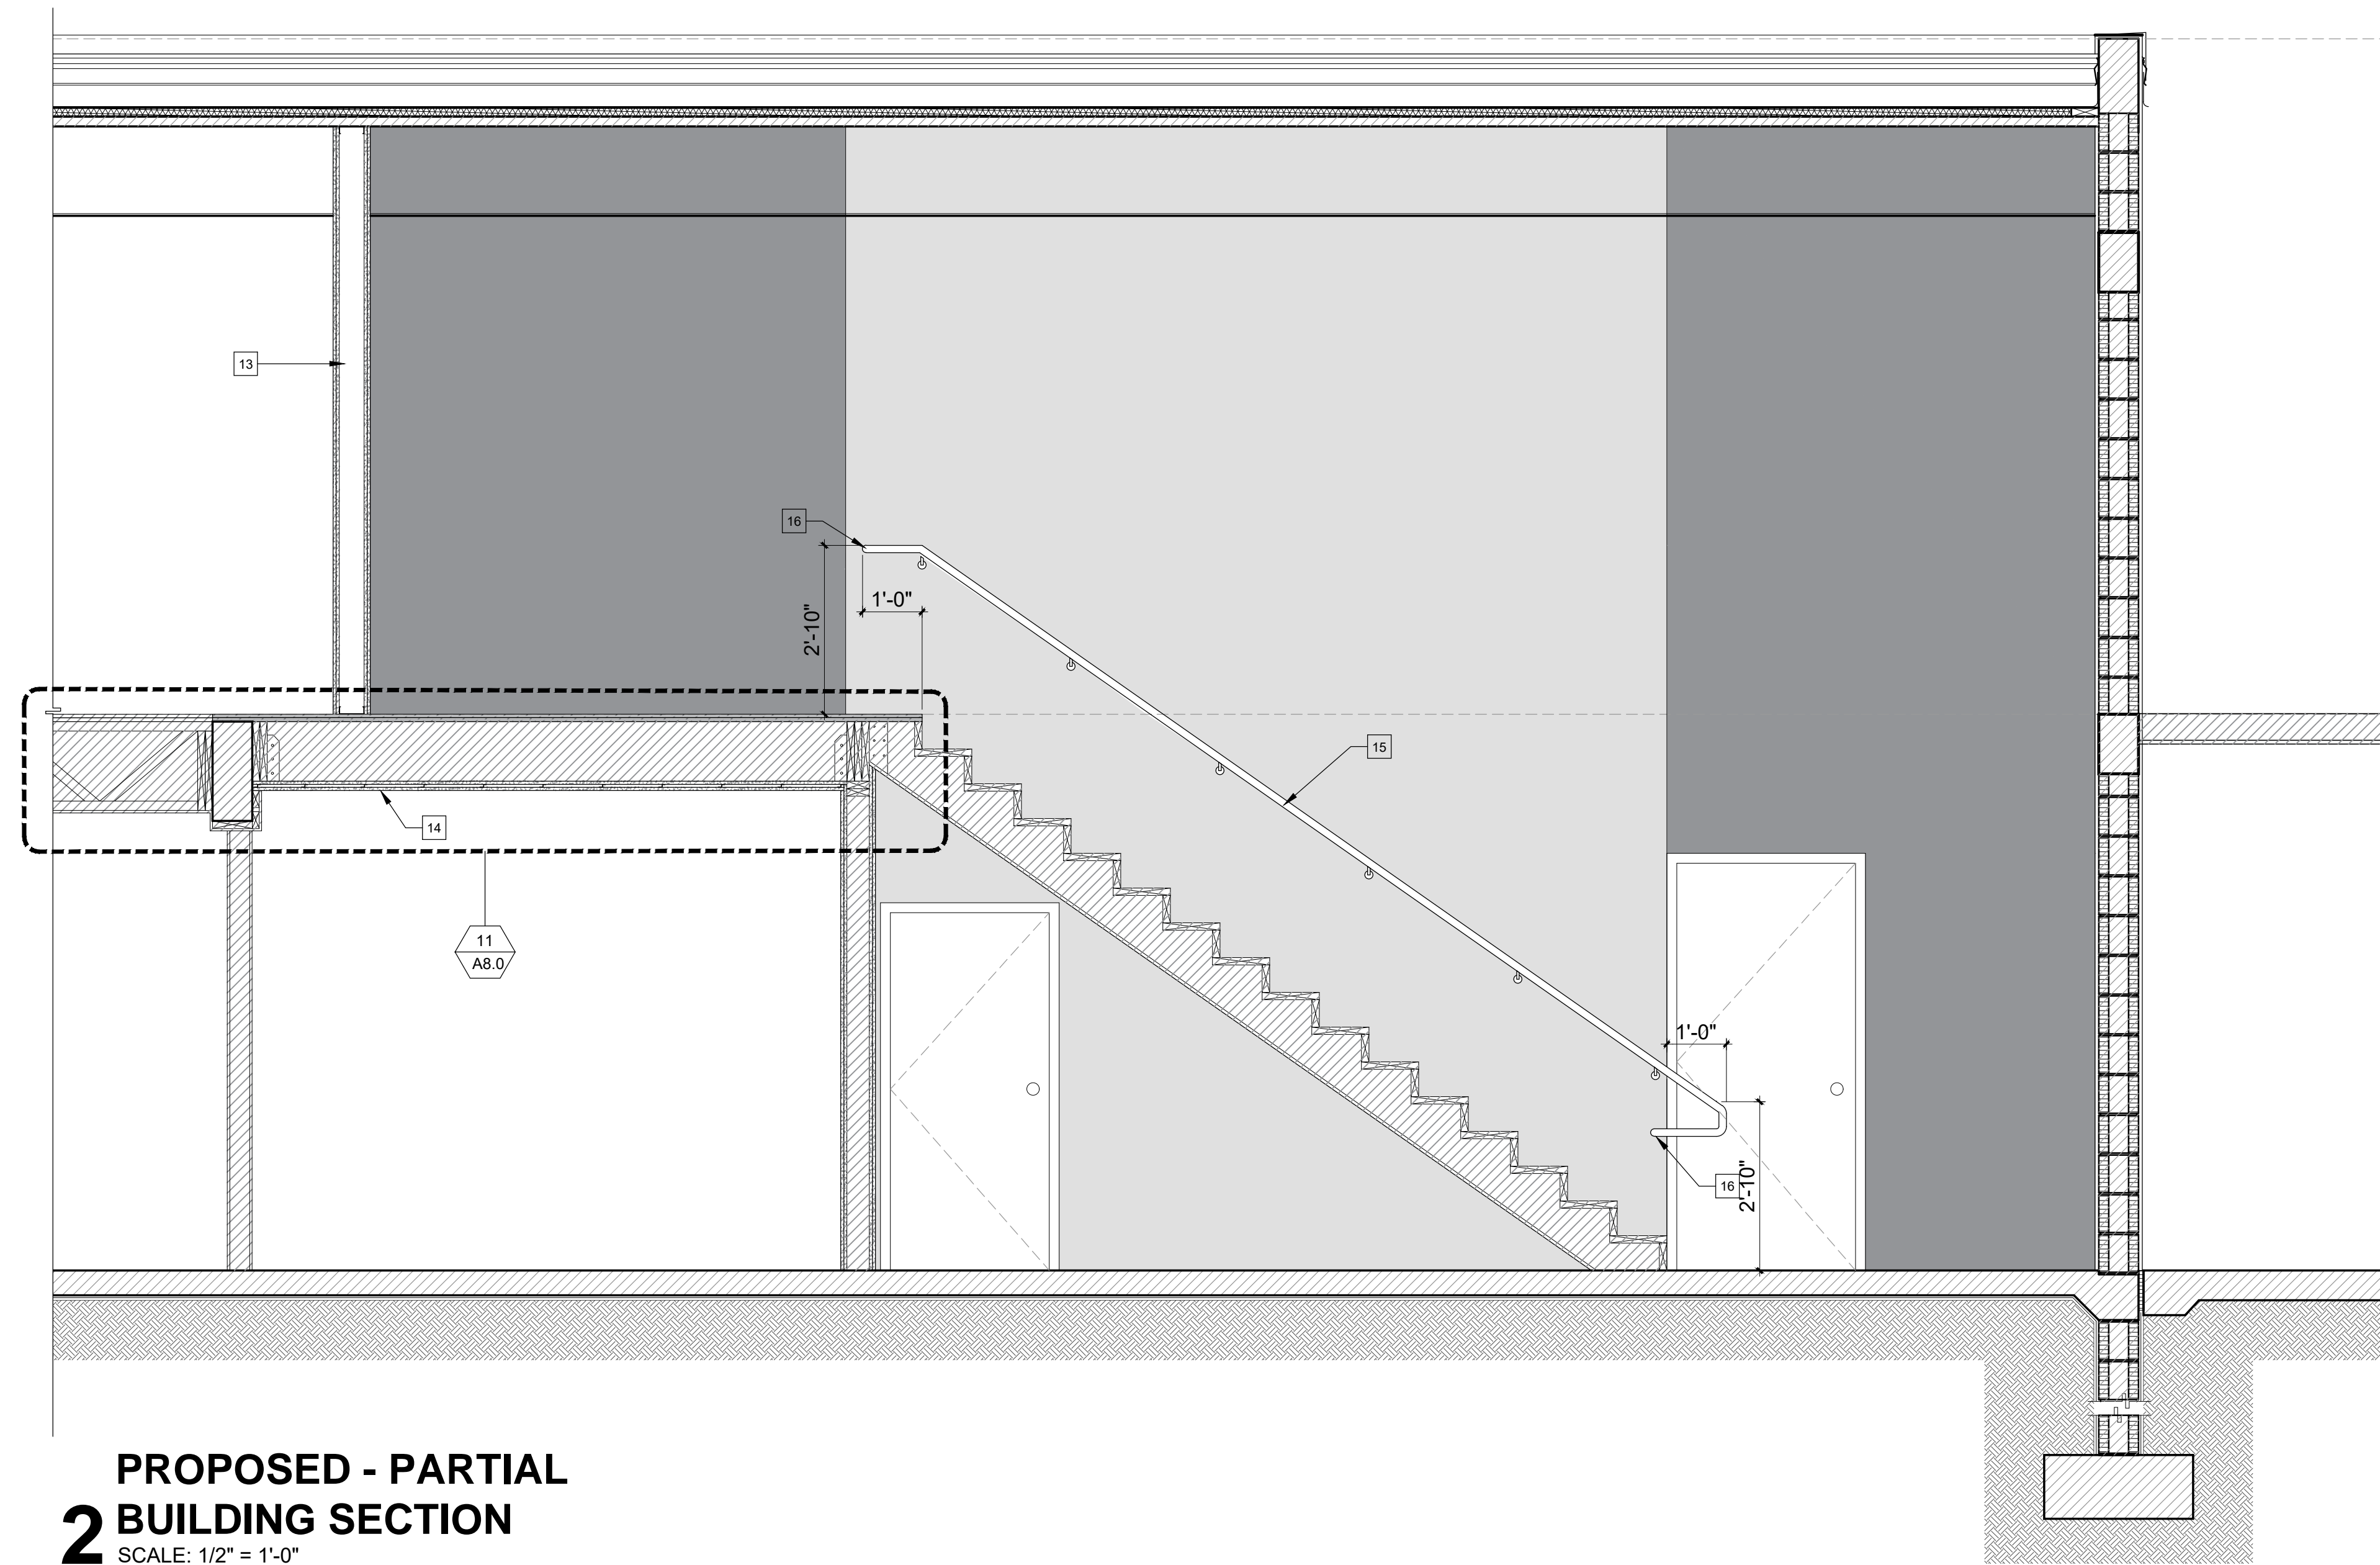 13
16
1'-0"
2'-10"
15
14
11
A8.0
1'-0"
16
2'-10"
PROPOSED - PARTIAL
2 BUILDING SECTION
SCALE: 1/2" = 1'-0"